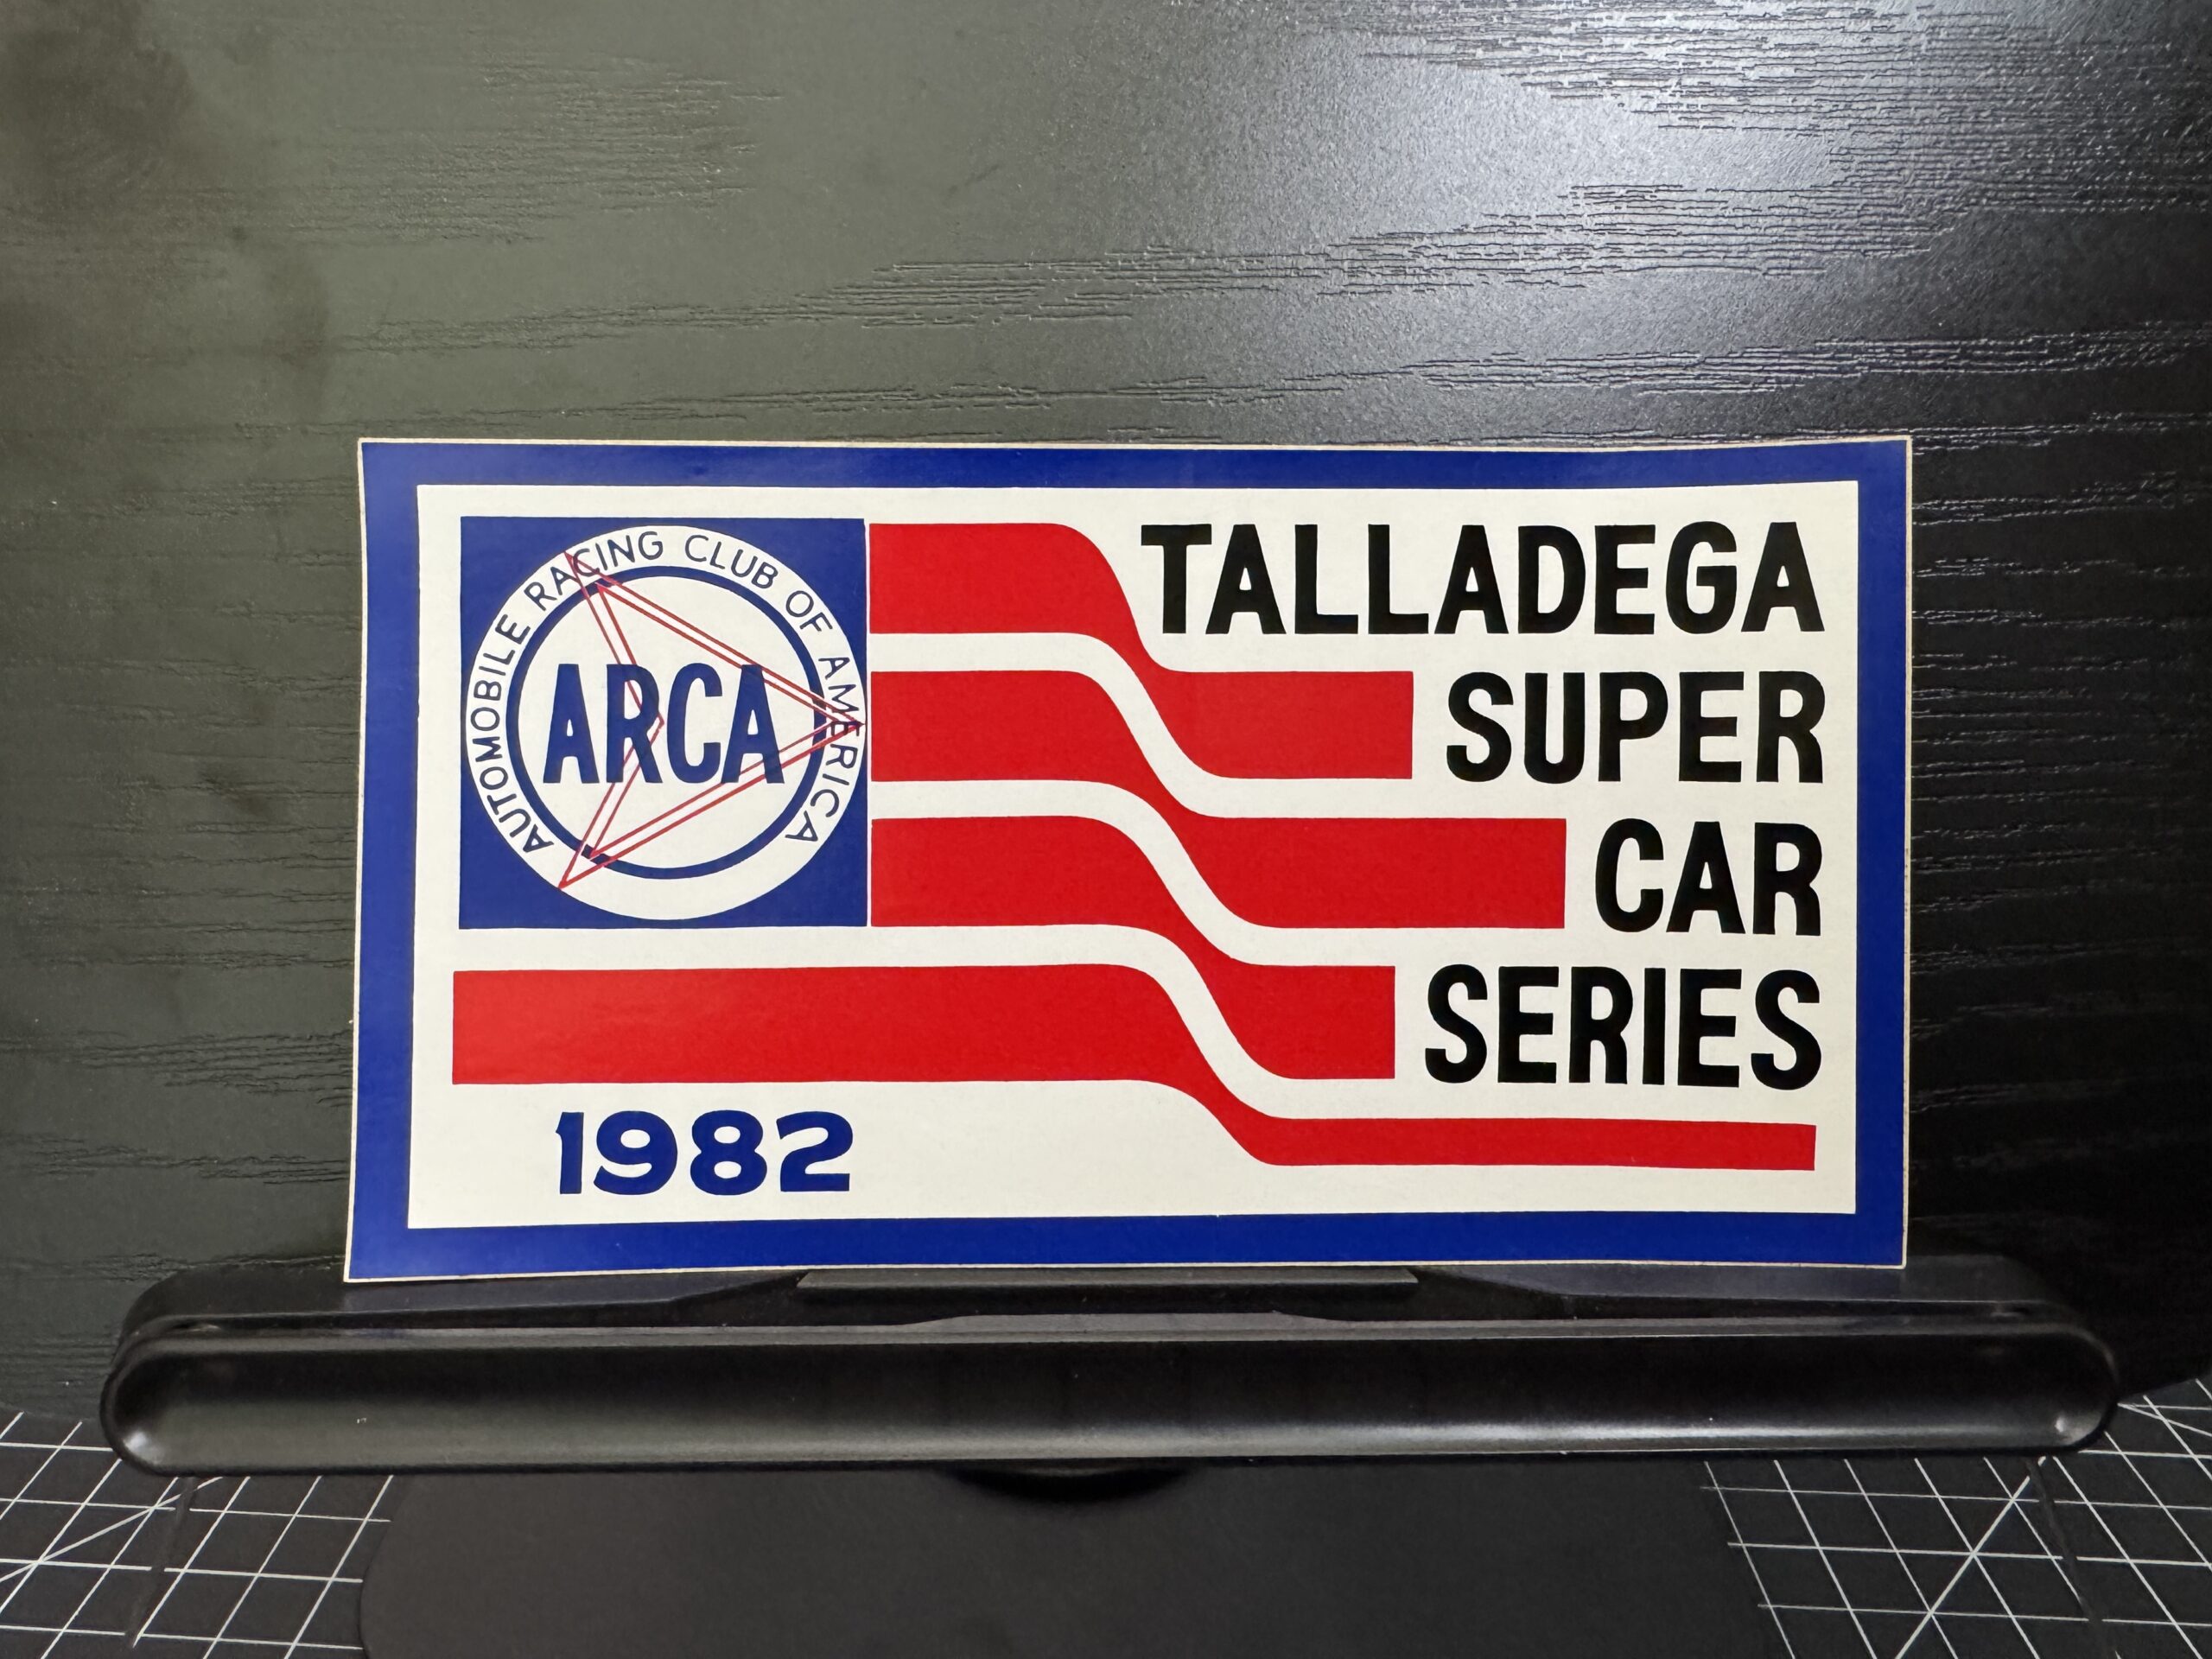 AUTOMOBILE RACING CLUB OF AMERICA
ARCA
TALLADEGA
SUPER
CAR
SERIES
1982